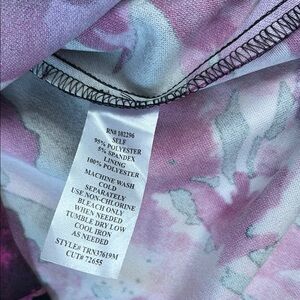 RN# 102296
SELF
95% POLYESTER
5% SPANDEX
LINING
100% POLYESTER
MACHINE WASH
COLD
SEPARATELY
USE NON-CHLORINE
BLEACH ONLY
WHEN NEEDED
TUMBLE DRY LOW
COOL IRON
AS NEEDED
STYLE# TRN37619M
CUT# 72655